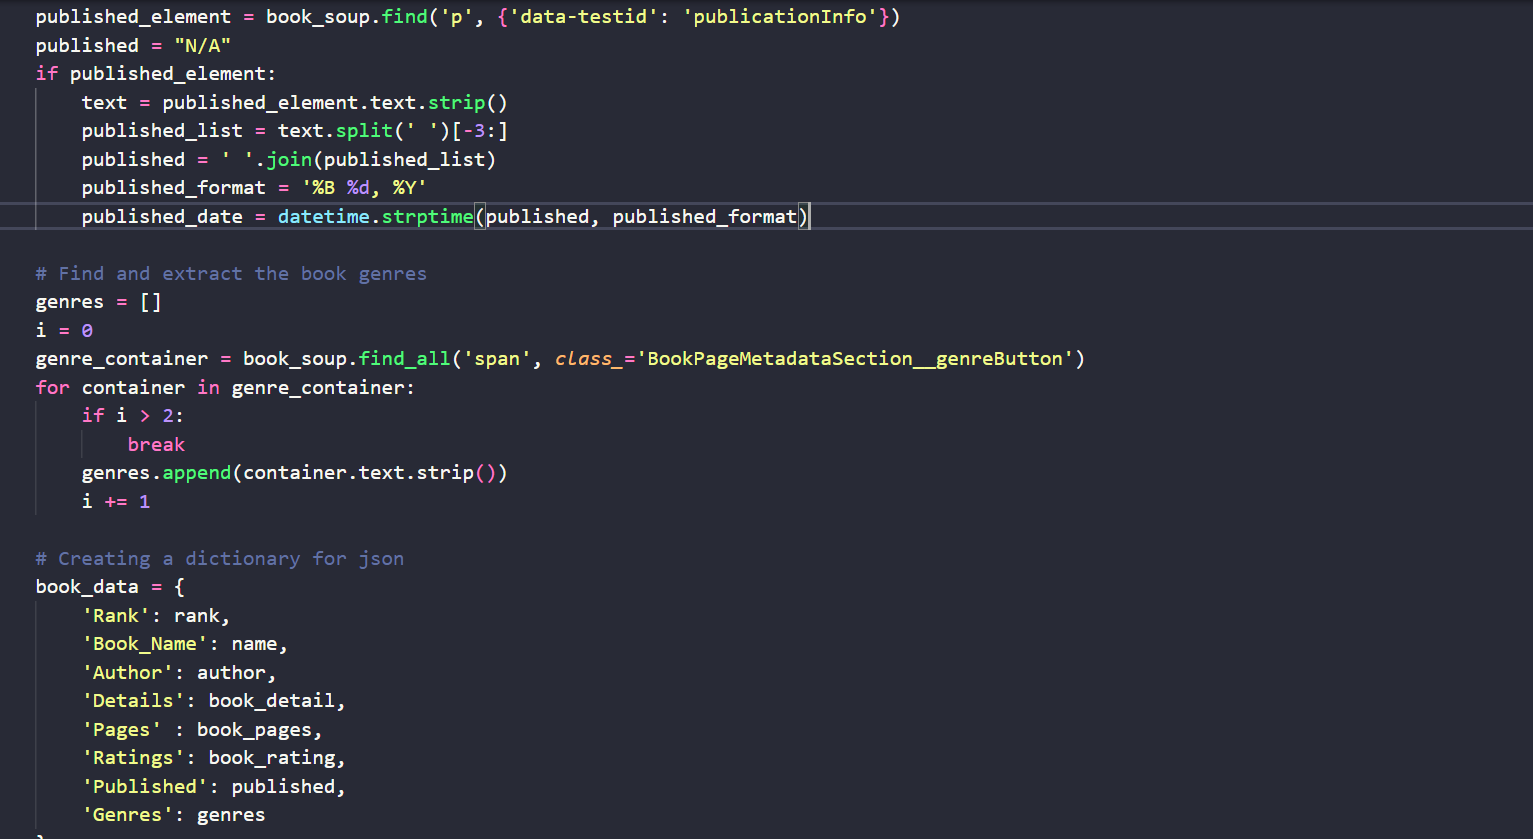 published_element = book_soup.find('p', {'data-testid': 'publicationInfo'})
published = "N/A"
if published_element:
    text = published_element.text.strip()
    published_list = text.split(' ')[-3:]
    published = ' '.join(published_list)
    published_format = '%B %d, %Y'
    published_date = datetime.strptime(published, published_format)

# Find and extract the book genres
genres = []
i = 0
genre_container = book_soup.find_all('span', class_='BookPageMetadataSection__genreButton')
for container in genre_container:
    if i > 2:
        break
    genres.append(container.text.strip())
    i += 1

# Creating a dictionary for json
book_data = {
    'Rank': rank,
    'Book_Name': name,
    'Author': author,
    'Details': book_detail,
    'Pages' : book_pages,
    'Ratings': book_rating,
    'Published': published,
    'Genres': genres